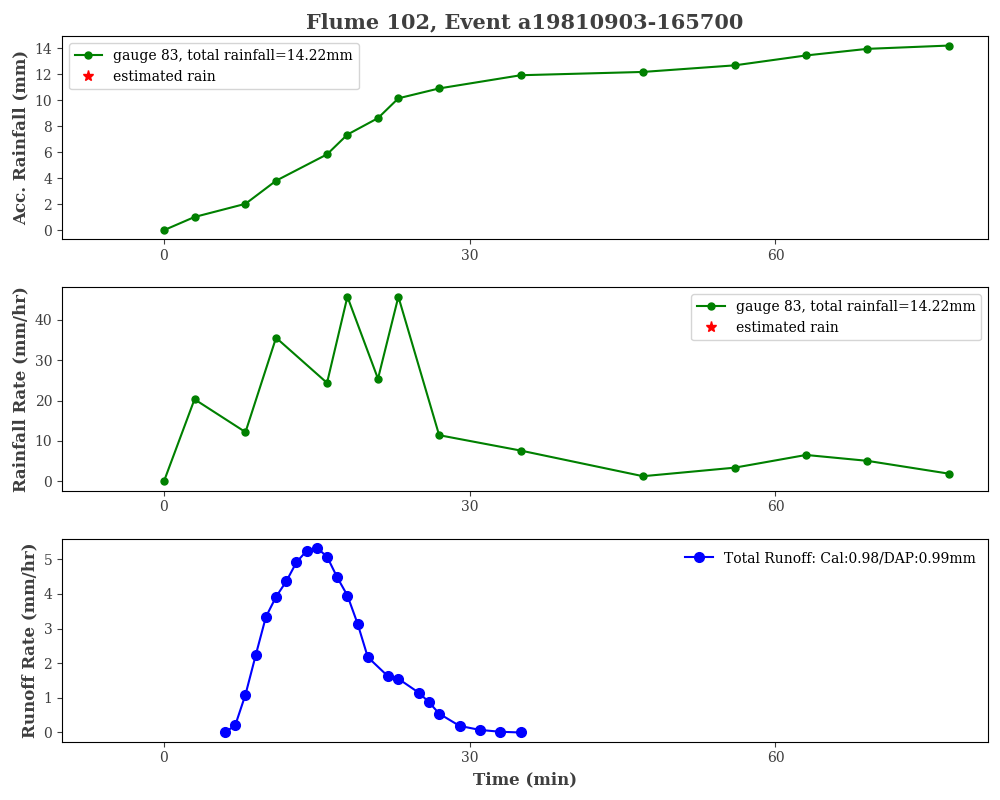 Flume 102, Event a19810903-165700
Acc. Rainfall (mm)
14
12
10
8
6
4
2
0
gauge 83, total rainfall=14.22mm
estimated rain
0 30 60
Rainfall Rate (mm/hr)
40
30
20
10
0
gauge 83, total rainfall=14.22mm
estimated rain
0 30 60
Runoff Rate (mm/hr)
5
4
3
2
1
0
Total Runoff: Cal:0.98/DAP:0.99mm
0 30 60
Time (min)